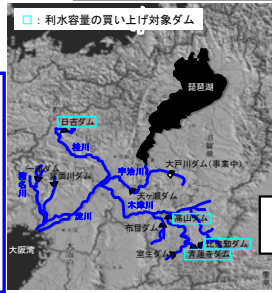 □：利水容量の買い上げ対象ダム
琵琶湖
日吉ダム
桂川
宇治川
大戸川ダム(事業中)
猪名川
天ヶ瀬ダム
木津川
高山ダム
淀川
布目ダム
比奈知ダム
青蓮寺ダム
室生ダム
大阪湾